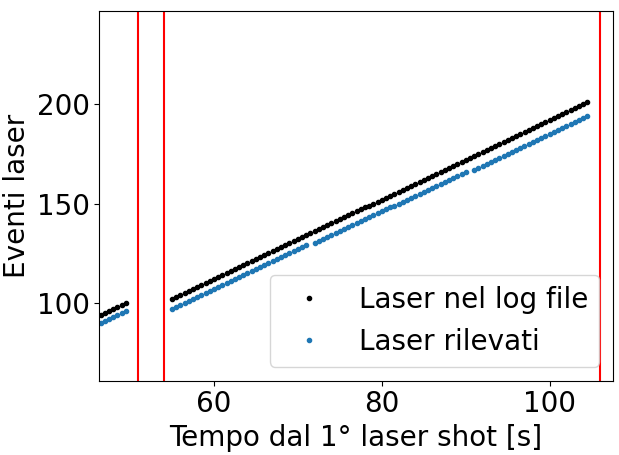 Eventi laser
200
150
100
Laser nel log file
Laser rilevati
60 80 100
Tempo dal 1° laser shot [s]